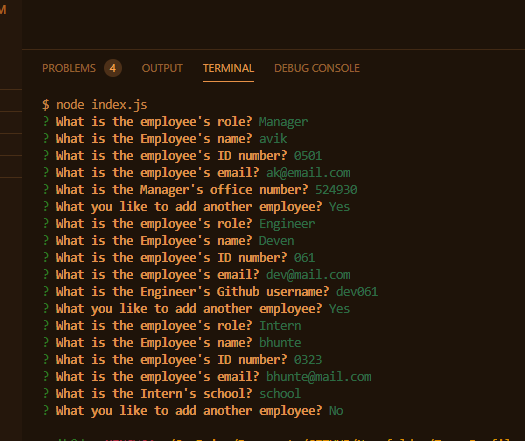 M
PROBLEMS 4 OUTPUT TERMINAL DEBUG CONSOLE
$ node index.js
? What is the employee's role? Manager
? What is the Employee's name? avik
? What is the employee's ID number? 0501
? What is the employee's email? ak@email.com
? What is the Manager's office number? 524930
? What you like to add another employee? Yes
? What is the employee's role? Engineer
? What is the Employee's name? Deven
? What is the employee's ID number? 061
? What is the employee's email? dev@mail.com
? What is the Engineer's Github username? dev061
? What you like to add another employee? Yes
? What is the employee's role? Intern
? What is the Employee's name? bhunte
? What is the employee's ID number? 0323
? What is the employee's email? bhunte@mail.com
? What is the Intern's school? school
? What you like to add another employee? No